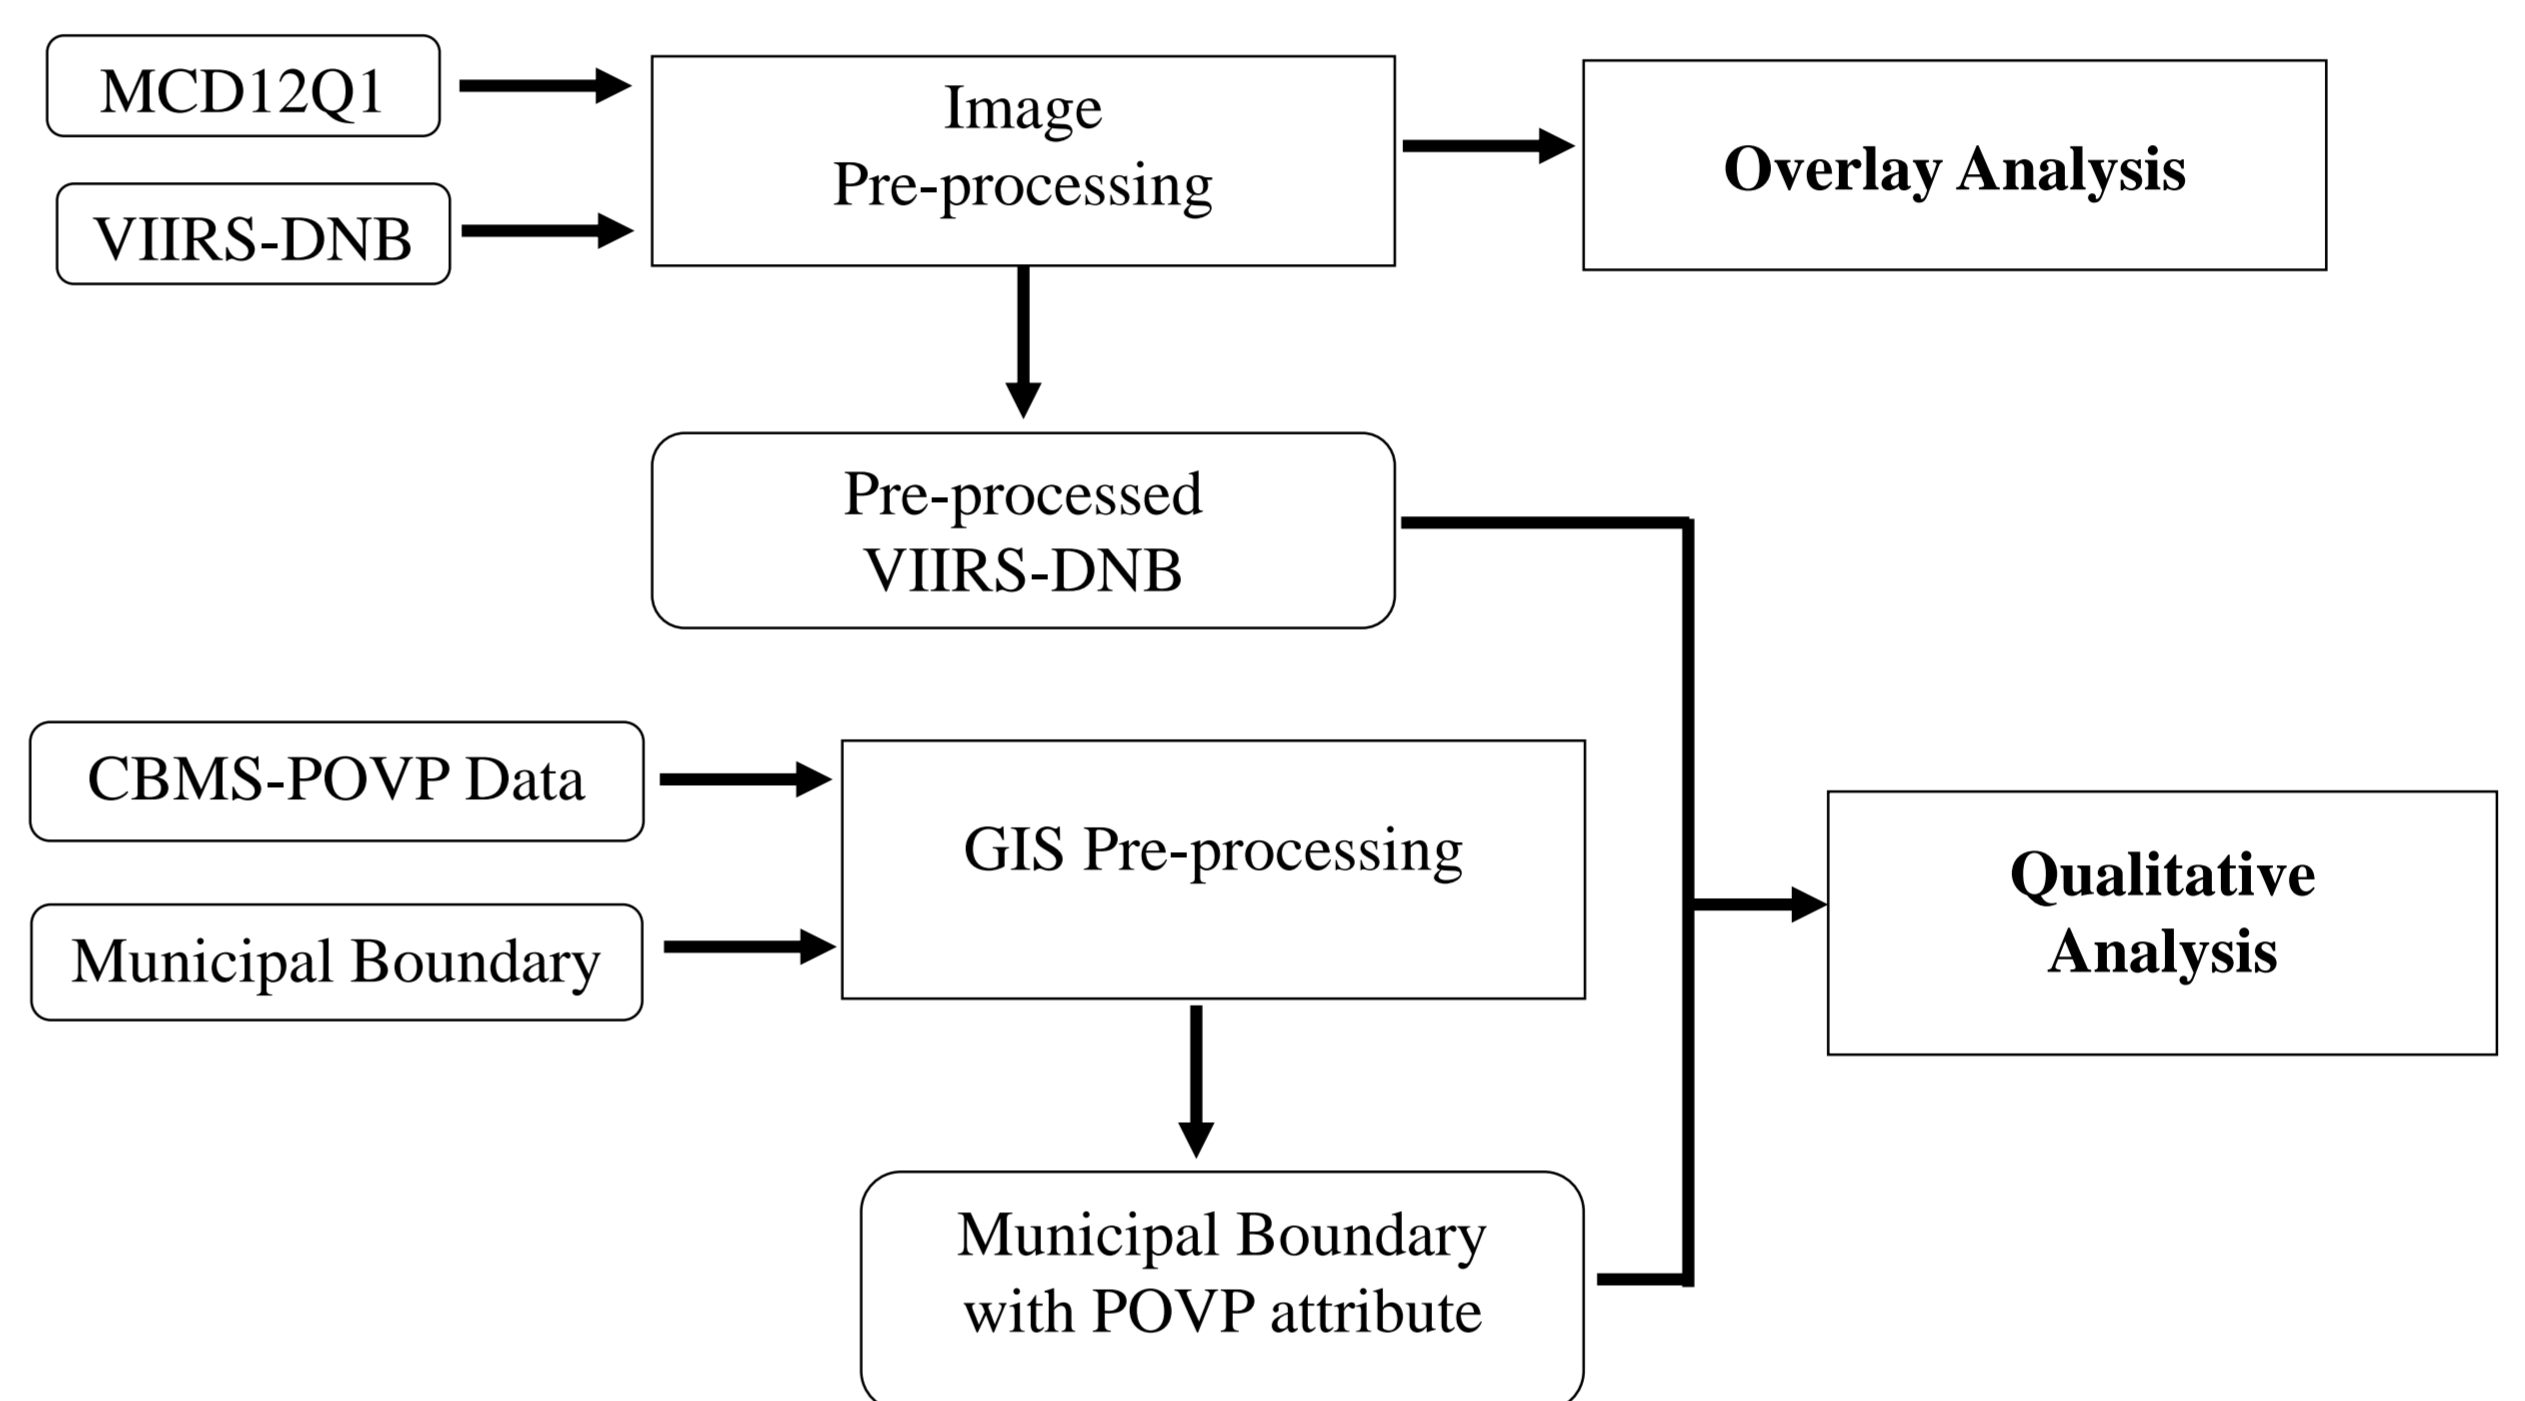 MCD12Q1
VIIRS-DNB
Image
Pre-processing
Overlay Analysis
Pre-processed
VIIRS-DNB
CBMS-POVP Data
Municipal Boundary
GIS Pre-processing
Qualitative
Analysis
Municipal Boundary
with POVP attribute